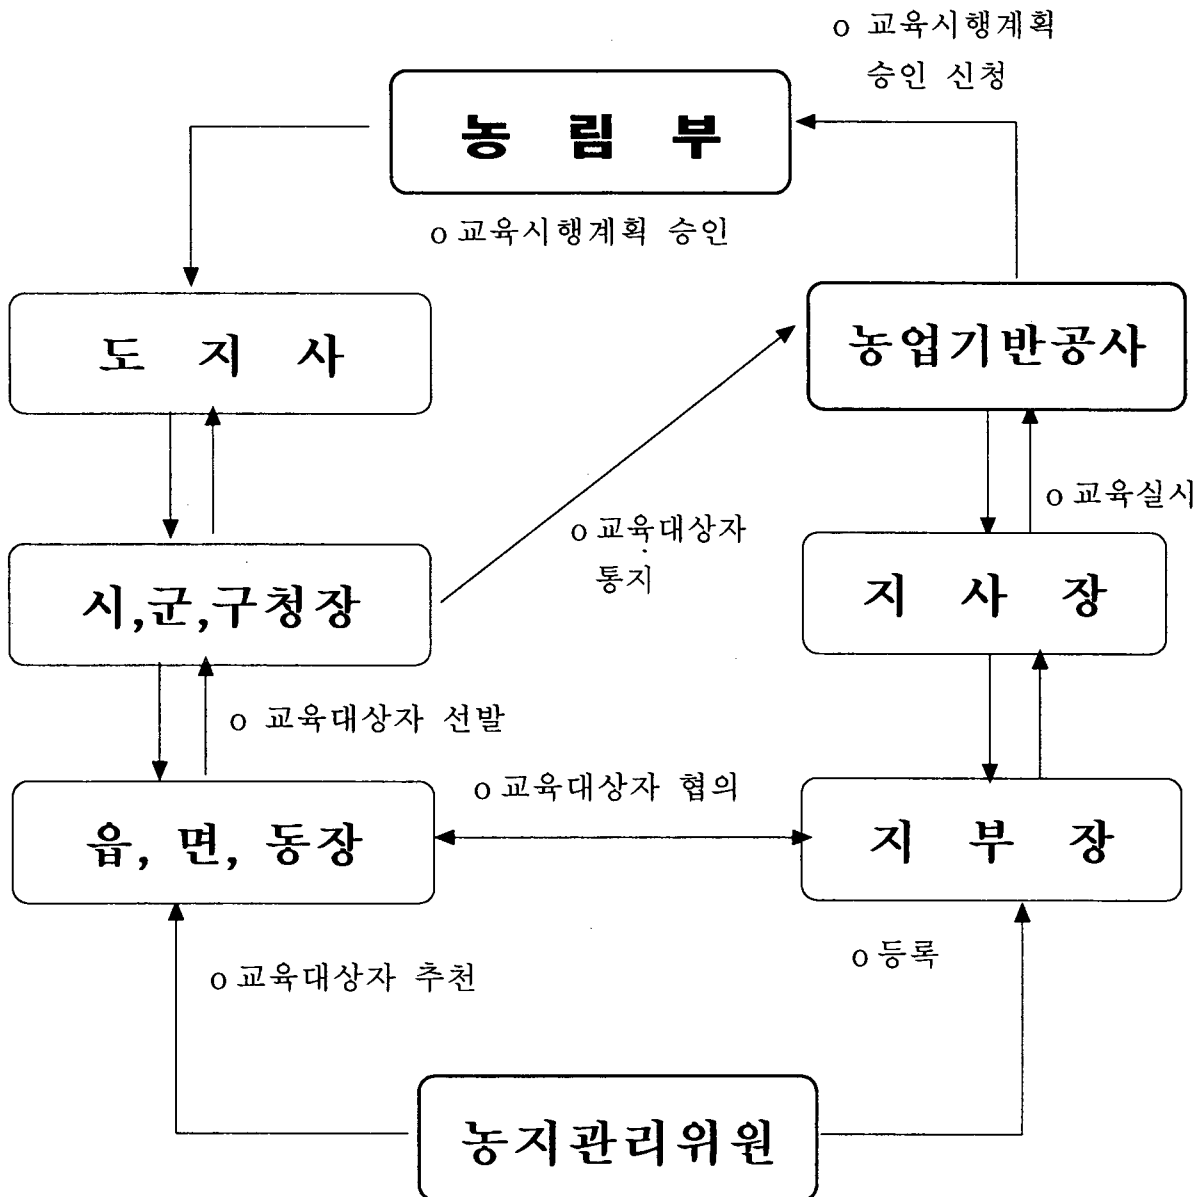 o 교육시행계획
승인 신청
농 림 부
o 교육시행계획 승인
도 지 사
농업기반공사
o 교육실시
o 교육대상자
통지
시,군,구청장
지 사 장
o 교육대상자 선발
o 교육대상자 협의
읍, 면, 동장
지 부 장
o 등록
o 교육대상자 추천
농지관리위원